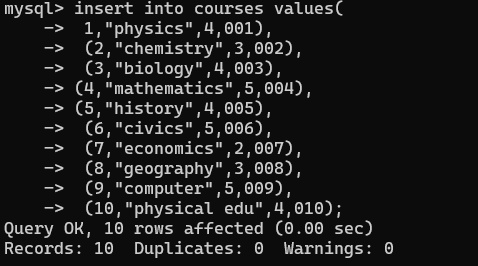 mysql> insert into courses values(
    -> 1,"physics",4,001),
    -> (2,"chemistry",3,002),
    -> (3,"biology",4,003),
    -> (4,"mathematics",5,004),
    -> (5,"history",4,005),
    -> (6,"civics",5,006),
    -> (7,"economics",2,007),
    -> (8,"geography",3,008),
    -> (9,"computer",5,009),
    -> (10,"physical edu",4,010);
Query OK, 10 rows affected (0.00 sec)
Records: 10  Duplicates: 0  Warnings: 0